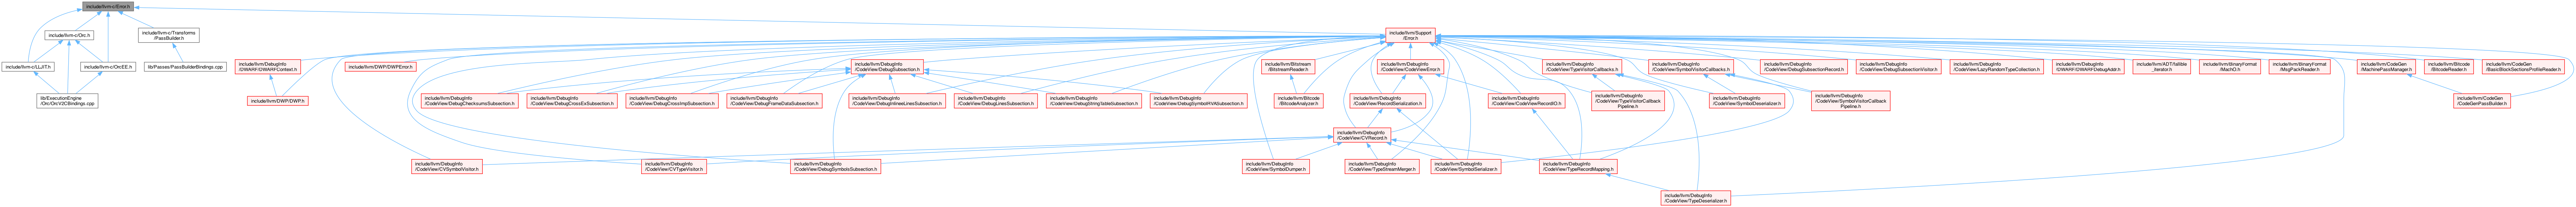 include/llvm-c/Error.h
include/llvm-c/Orc.h
include/llvm-c/Transforms
/PassBuilder.h
include/llvm/Support
/Error.h
include/llvm-c/LLJIT.h
include/llvm-c/OrcEE.h
lib/Passes/PassBuilderBindings.cpp
include/llvm/DebugInfo
/DWARF/DWARFContext.h
include/llvm/DWP/DWPError.h
include/llvm/DebugInfo
/CodeView/DebugSubsection.h
include/llvm/Bitstream
/BitstreamReader.h
include/llvm/DebugInfo
/CodeView/CodeViewError.h
include/llvm/DebugInfo
/CodeView/TypeVisitorCallbacks.h
include/llvm/DebugInfo
/CodeView/SymbolVisitorCallbacks.h
include/llvm/DebugInfo
/CodeView/DebugSubsectionRecord.h
include/llvm/DebugInfo
/CodeView/DebugSubsectionVisitor.h
include/llvm/DebugInfo
/CodeView/LazyRandomTypeCollection.h
include/llvm/DebugInfo
/DWARF/DWARFDebugAddr.h
include/llvm/ADT/fallible
_iterator.h
include/llvm/BinaryFormat
/MachO.h
include/llvm/BinaryFormat
/MsgPackReader.h
include/llvm/CodeGen
/MachinePassManager.h
include/llvm/Bitcode
/BitcodeReader.h
include/llvm/CodeGen
/BasicBlockSectionsProfileReader.h
lib/ExecutionEngine
/Orc/OrcV2CBindings.cpp
include/llvm/DWP/DWP.h
include/llvm/DebugInfo
/CodeView/DebugChecksumsSubsection.h
include/llvm/DebugInfo
/CodeView/DebugCrossExSubsection.h
include/llvm/DebugInfo
/CodeView/DebugCrossImpSubsection.h
include/llvm/DebugInfo
/CodeView/DebugFrameDataSubsection.h
include/llvm/DebugInfo
/CodeView/DebugInlineeLinesSubsection.h
include/llvm/DebugInfo
/CodeView/DebugLinesSubsection.h
include/llvm/DebugInfo
/CodeView/DebugStringTableSubsection.h
include/llvm/DebugInfo
/CodeView/DebugSymbolRVASubsection.h
include/llvm/Bitcode
/BitcodeAnalyzer.h
include/llvm/DebugInfo
/CodeView/RecordSerialization.h
include/llvm/DebugInfo
/CodeView/CodeViewRecordIO.h
include/llvm/DebugInfo
/CodeView/TypeVisitorCallback
Pipeline.h
include/llvm/DebugInfo
/CodeView/SymbolDeserializer.h
include/llvm/DebugInfo
/CodeView/SymbolVisitorCallback
Pipeline.h
include/llvm/CodeGen
/CodeGenPassBuilder.h
include/llvm/DebugInfo
/CodeView/CVRecord.h
include/llvm/DebugInfo
/CodeView/CVSymbolVisitor.h
include/llvm/DebugInfo
/CodeView/CVTypeVisitor.h
include/llvm/DebugInfo
/CodeView/DebugSymbolsSubsection.h
include/llvm/DebugInfo
/CodeView/SymbolDumper.h
include/llvm/DebugInfo
/CodeView/TypeStreamMerger.h
include/llvm/DebugInfo
/CodeView/SymbolSerializer.h
include/llvm/DebugInfo
/CodeView/TypeRecordMapping.h
include/llvm/DebugInfo
/CodeView/TypeDeserializer.h